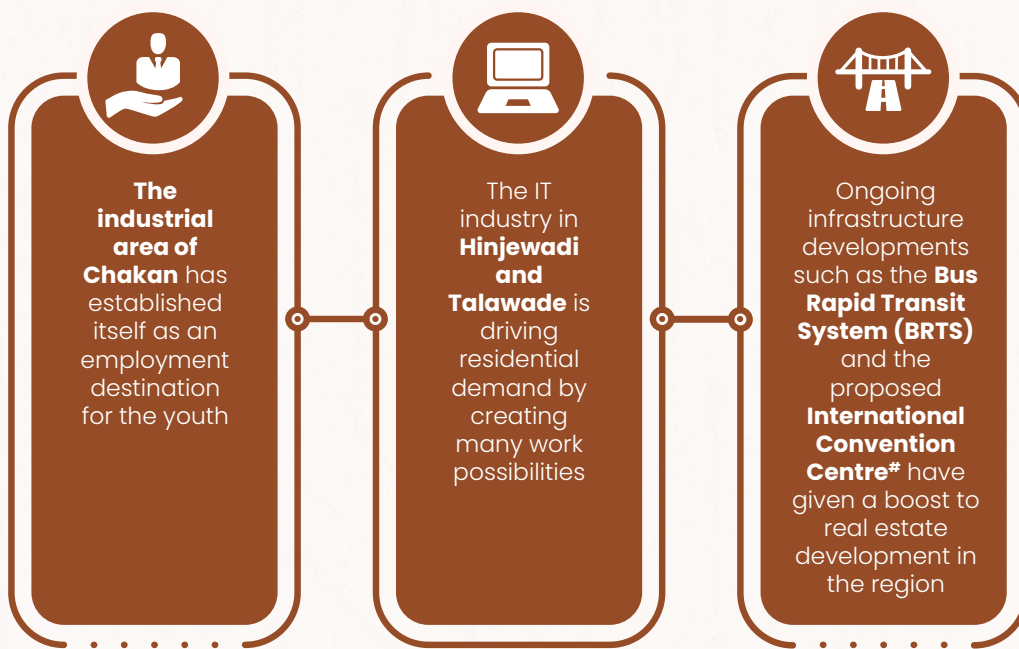 The
industrial
area of
Chakan has
established
itself as an
employment
destination
for the youth
The IT
industry in
Hinjewadi
and
Talawade is
driving
residential
demand by
creating
many work
possibilities
Ongoing
infrastructure
developments
such as the Bus
Rapid Transit
System (BRTS)
and the
proposed
International
Convention
Centre# have
given a boost to
real estate
development in
the region